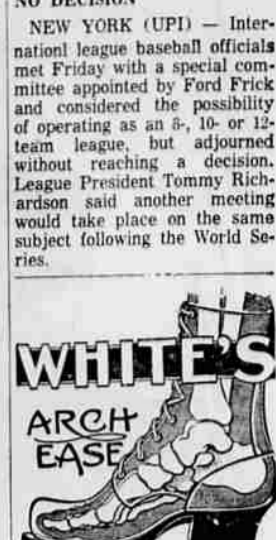 NO DECISION
NEW YORK (UPI) — Inter-
nationl league baseball officials
met Friday with a special com-
mittee appointed by Ford Frick
and considered the possibility
of operating as an 8-, 10- or 12-
team league, but adjourned
without reaching a decision.
League President Tommy Rich-
ardson said another meeting
would take place on the same
subject following the World Se-
ries.
WHITE'S
ARCH
EASE